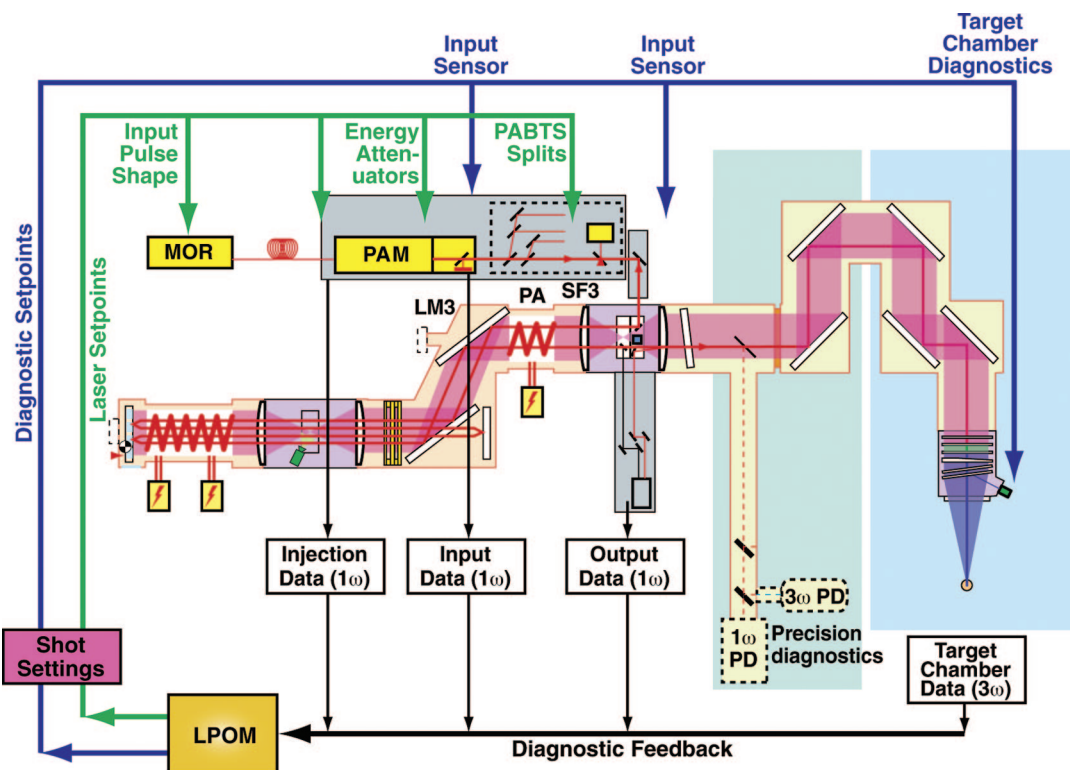 Input
Sensor
Input
Sensor
Target
Chamber
Diagnostics
Input
Pulse
Shape
Energy
Atten-
uators
PABTS
Splits
Diagnostic Setpoints
Laser Setpoints
MOR
PAM
LM3
PA
SF3
Injection
Data (1ω)
Input
Data (1ω)
Output
Data (1ω)
3ω PD
1ω
PD
Precision
diagnostics
Target
Chamber
Data (3ω)
Shot
Settings
LPOM
Diagnostic Feedback